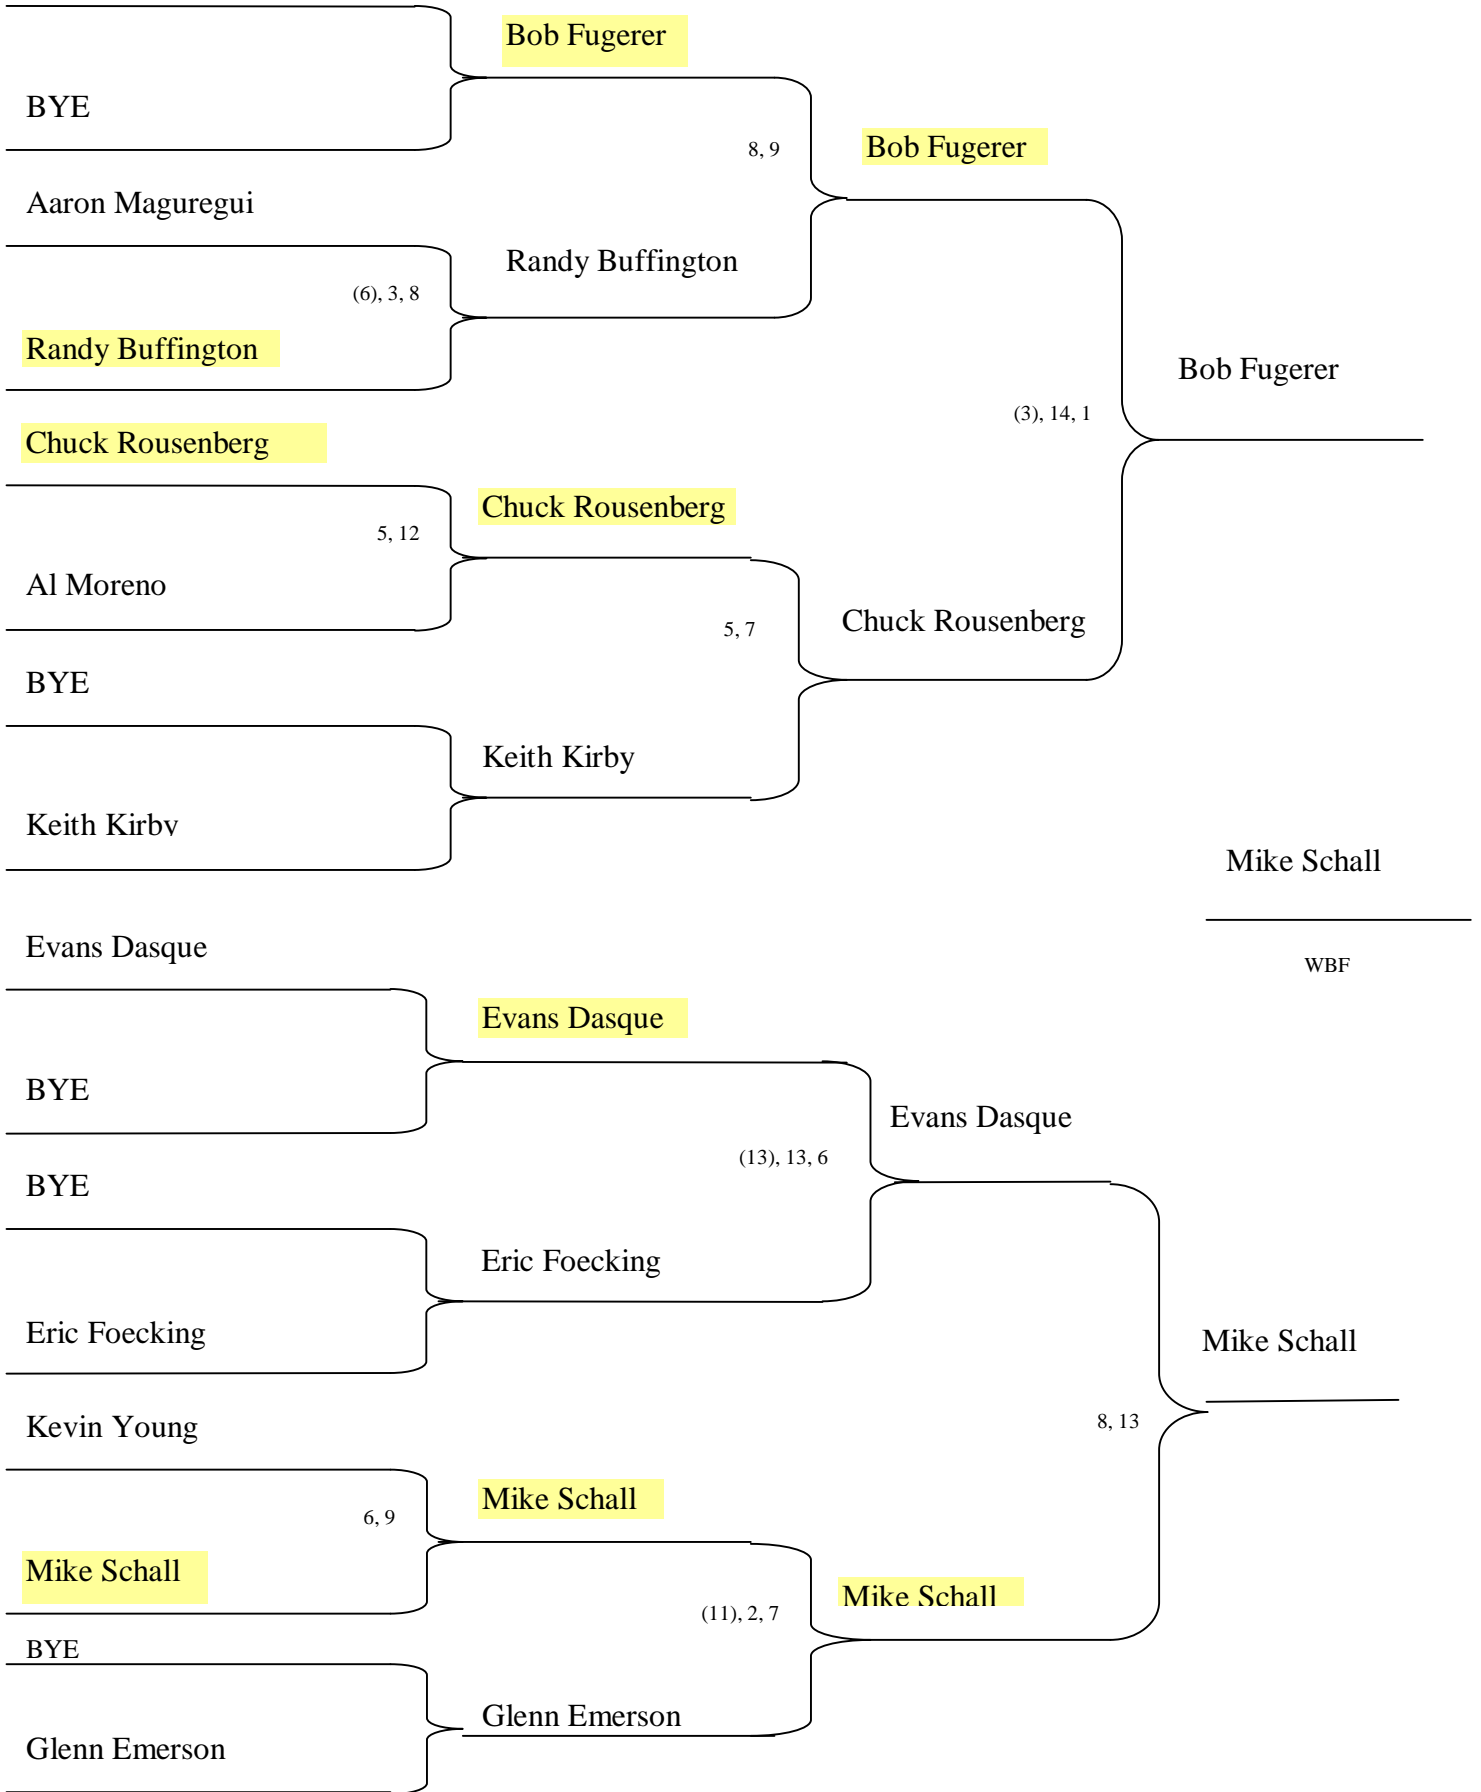 Bob Fugerer
BYE
8, 9
Bob Fugerer
Aaron Maguregui
Randy Buffington
(6), 3, 8
Randy Buffington
Bob Fugerer
(3), 14, 1
Chuck Rousenberg
Chuck Rousenberg
5, 12
Al Moreno
Chuck Rousenberg
5, 7
BYE
Keith Kirby
Keith Kirby
Mike Schall
WBF
Evans Dasque
Evans Dasque
BYE
Evans Dasque
(13), 13, 6
BYE
Eric Foecking
Eric Foecking
Mike Schall
Kevin Young
8, 13
Mike Schall
6, 9
Mike Schall
Mike Schall
(11), 2, 7
BYE
Glenn Emerson
Glenn Emerson